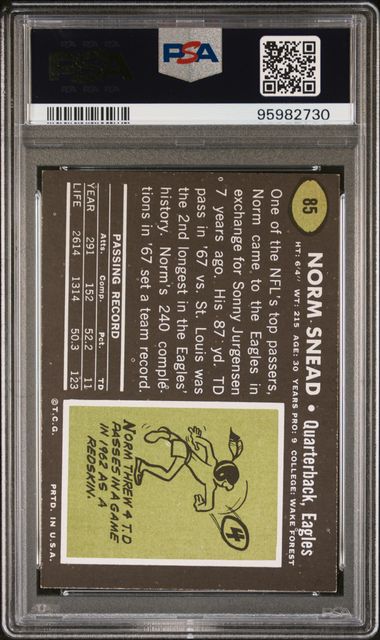 PSA
PSA
95982730
85 NORM SNEAD • Quarterback, Eagles
HT: 6'4" WT: 215 AGE: 30 YEARS PRO: 9 COLLEGE: WAKE FOREST
One of the NFL's top passers,
Norm came to the Eagles in
exchange for Sonny Jurgensen
7 years ago. His 87 yd. TD
pass in '67 vs. St. Louis was
the 2nd longest in the Eagles'
history. Norm's 240 comple-
tions in '67 set a team record.
PASSING RECORD
Atts. Comp. Pct. TD
YEAR 291 152 52.2 11
LIFE 2614 1314 50.3 123
4
NORM THREW 4 T.D
PASSES IN A GAME
IN 1962 AS A
REDSKIN.
© T.C.G. PRTD. IN U.S.A.